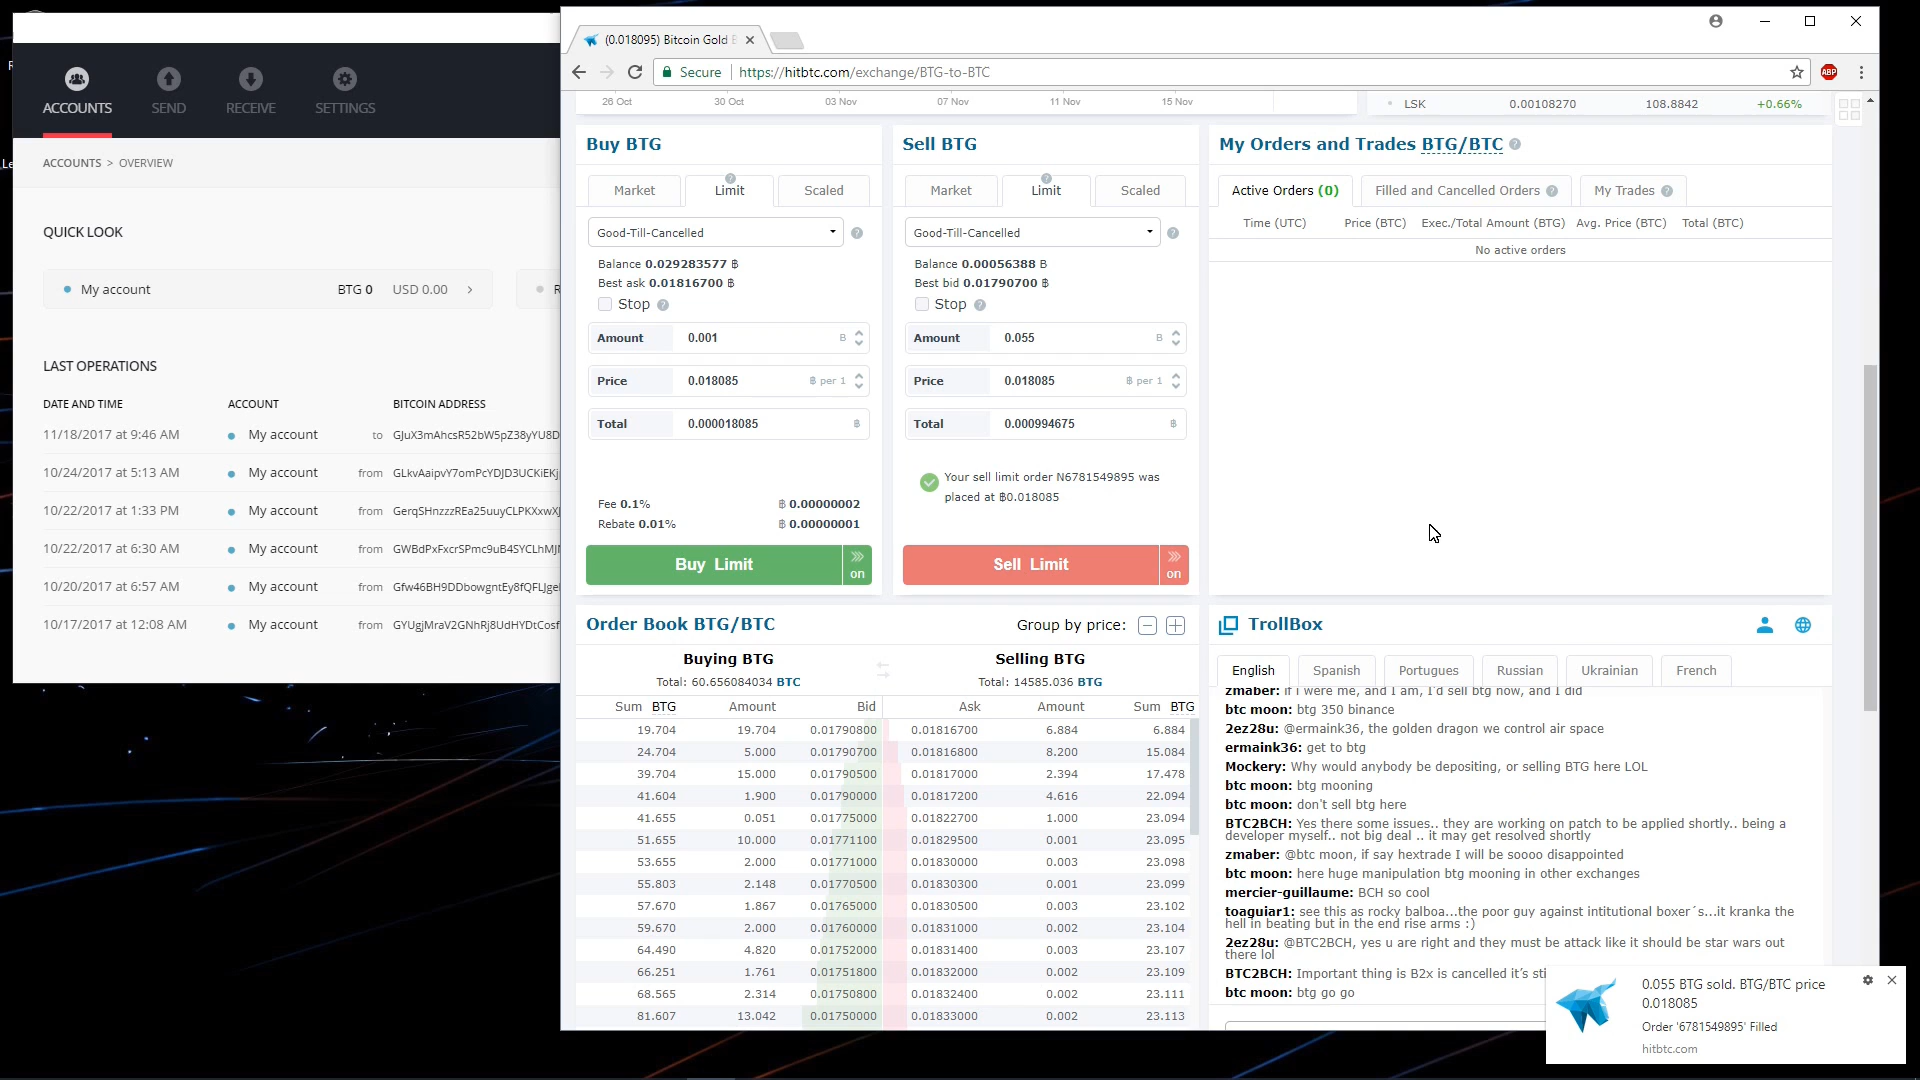 ACCOUNTS
SEND
RECEIVE
SETTINGS
ACCOUNTS > OVERVIEW
QUICK LOOK
My account BTG 0 USD 0.00 >
LAST OPERATIONS
DATE AND TIME ACCOUNT BITCOIN ADDRESS
11/18/2017 at 9:46 AM My account to GJuX3mAhcsR52bW5pZ38yYU8D
10/24/2017 at 5:13 AM My account from GLkvAaipvY7omPcYDJD3UCKiEKj
10/22/2017 at 1:33 PM My account from GerqSHnzzzREa25uuyCLPKXxwXJ
10/22/2017 at 6:30 AM My account from GWBdPxFxcrSPmc9uB4SYCLhMJ
10/20/2017 at 6:57 AM My account from Gfw46BH9DDbowgntEy8fQFLJge
10/17/2017 at 12:08 AM My account from GYUgjMraV2GNhRj8UdHYDtCosf
(0.018095) Bitcoin Gold
Secure https://hitbtc.com/exchange/BTG-to-BTC
ABP
26 Oct 30 Oct 03 Nov 07 Nov 11 Nov 15 Nov
LSK 0.00108270 108.8842 +0.66%
Buy BTG
Market Limit Scaled
Good-Till-Cancelled
Balance 0.029283577 ฿
Best ask 0.01816700 ฿
Stop
Amount 0.001 B
Price 0.018085 ฿ per 1
Total 0.000018085 ฿
Fee 0.1% ฿ 0.00000002
Rebate 0.01% ฿ 0.00000001
Buy Limit on
Sell BTG
Market Limit Scaled
Good-Till-Cancelled
Balance 0.00056388 B
Best bid 0.01790700 ฿
Stop
Amount 0.055 B
Price 0.018085 ฿ per 1
Total 0.000994675 ฿
Your sell limit order N6781549895 was
placed at ฿0.018085
Sell Limit on
My Orders and Trades BTG/BTC
Active Orders (0) Filled and Cancelled Orders My Trades
Time (UTC) Price (BTC) Exec./Total Amount (BTG) Avg. Price (BTC) Total (BTC)
No active orders
Order Book BTG/BTC Group by price:
Buying BTG Selling BTG
Total: 60.656084034 BTC Total: 14585.036 BTG
Sum BTG Amount Bid Ask Amount Sum BTG
19.704 19.704 0.01790800 0.01816700 6.884 6.884
24.704 5.000 0.01790700 0.01816800 8.200 15.084
39.704 15.000 0.01790500 0.01817000 2.394 17.478
41.604 1.900 0.01790000 0.01817200 4.616 22.094
41.655 0.051 0.01775000 0.01822700 1.000 23.094
51.655 10.000 0.01771100 0.01829500 0.001 23.095
53.655 2.000 0.01771000 0.01830000 0.003 23.098
55.803 2.148 0.01770500 0.01830300 0.001 23.099
57.670 1.867 0.01765000 0.01830500 0.003 23.102
59.670 2.000 0.01760000 0.01831000 0.002 23.104
64.490 4.820 0.01752000 0.01831400 0.003 23.107
66.251 1.761 0.01751800 0.01832000 0.002 23.109
68.565 2.314 0.01750800 0.01832400 0.002 23.111
81.607 13.042 0.01750000 0.01833000 0.002 23.113
TrollBox
English Spanish Portugues Russian Ukrainian French
zmaber: if i were me, and I am, I'd sell btg now, and I did
btc moon: btg 350 binance
2ez28u: @ermaink36, the golden dragon we control air space
ermaink36: get to btg
Mockery: Why would anybody be depositing, or selling BTG here LOL
btc moon: btg mooning
btc moon: don't sell btg here
BTC2BCH: Yes there some issues.. they are working on patch to be applied shortly.. being a
developer myself.. not big deal .. it may get resolved shortly
zmaber: @btc moon, if say hextrade I will be soooo disappointed
btc moon: here huge manipulation btg mooning in other exchanges
mercier-guillaume: BCH so cool
toaguiar1: see this as rocky balboa...the poor guy against intitutional boxer´s...it kranka the
hell in beating but in the end rise arms :)
2ez28u: @BTC2BCH, yes u are right and they must be attack like it should be star wars out
there lol
BTC2BCH: Important thing is B2x is cancelled it's
btc moon: btg go go
0.055 BTG sold. BTG/BTC price
0.018085
Order '6781549895' Filled
hitbtc.com